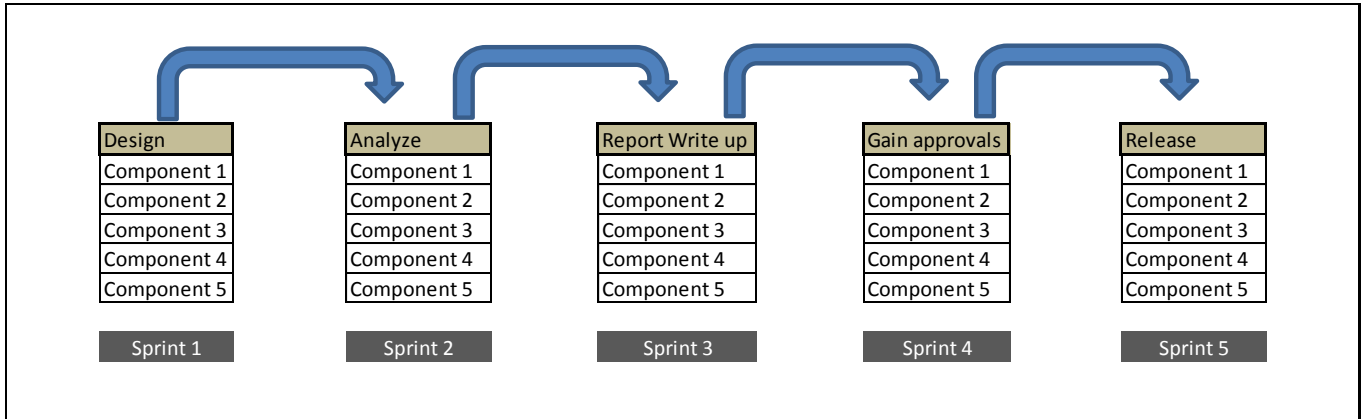 Design
Component 1
Component 2
Component 3
Component 4
Component 5
Sprint 1
Analyze
Component 1
Component 2
Component 3
Component 4
Component 5
Sprint 2
Report Write up
Component 1
Component 2
Component 3
Component 4
Component 5
Sprint 3
Gain approvals
Component 1
Component 2
Component 3
Component 4
Component 5
Sprint 4
Release
Component 1
Component 2
Component 3
Component 4
Component 5
Sprint 5